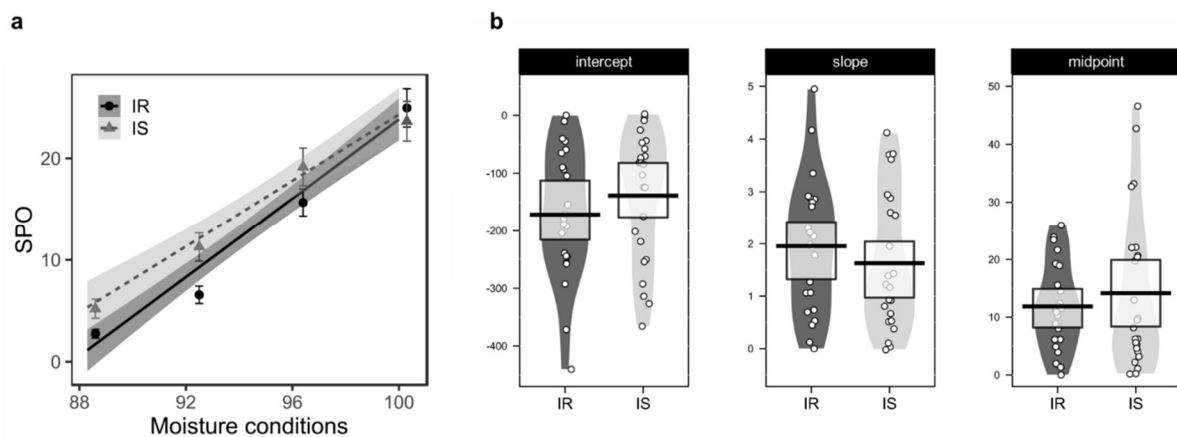 a
IR
IS
20
10
0
SPO
88 92 96 100
Moisture conditions
b
intercept
0
-100
-200
-300
-400
IR IS
slope
5
4
3
2
1
0
IR IS
midpoint
50
40
30
20
10
0
IR IS